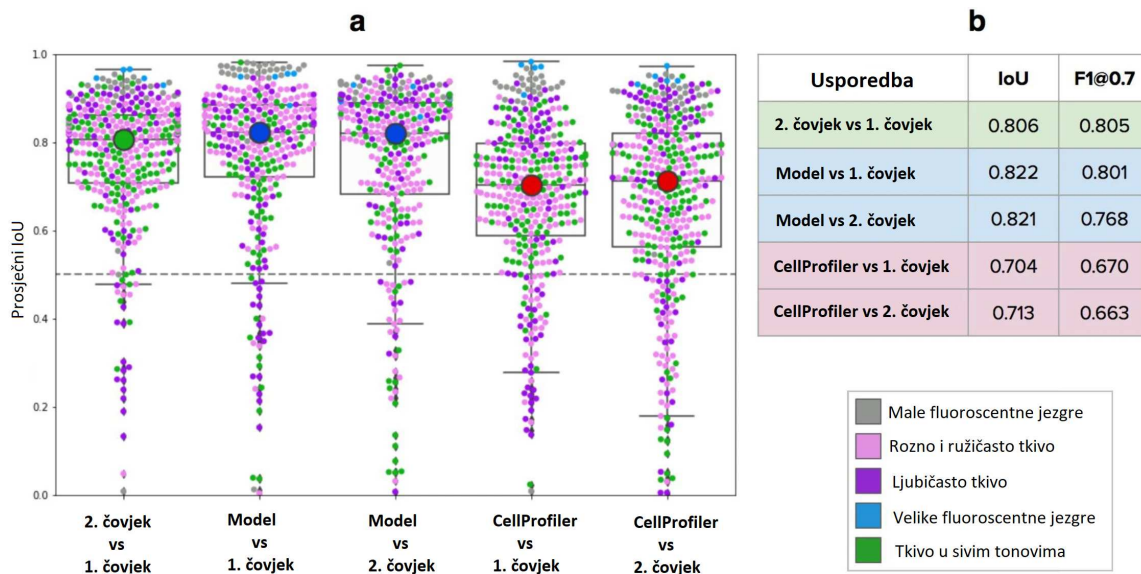 a
Prosječni IoU
1.0
0.8
0.6
0.4
0.2
0.0
2. čovjek
vs
1. čovjek
Model
vs
1. čovjek
Model
vs
2. čovjek
CellProfiler
vs
1. čovjek
CellProfiler
vs
2. čovjek
b
Usporedba IoU F1@0.7
2. čovjek vs 1. čovjek 0.806 0.805
Model vs 1. čovjek 0.822 0.801
Model vs 2. čovjek 0.821 0.768
CellProfiler vs 1. čovjek 0.704 0.670
CellProfiler vs 2. čovjek 0.713 0.663
Male fluoroscentne jezgre
Rozno i ružičasto tkivo
Ljubičasto tkivo
Velike fluoroscentne jezgre
Tkivo u sivim tonovima